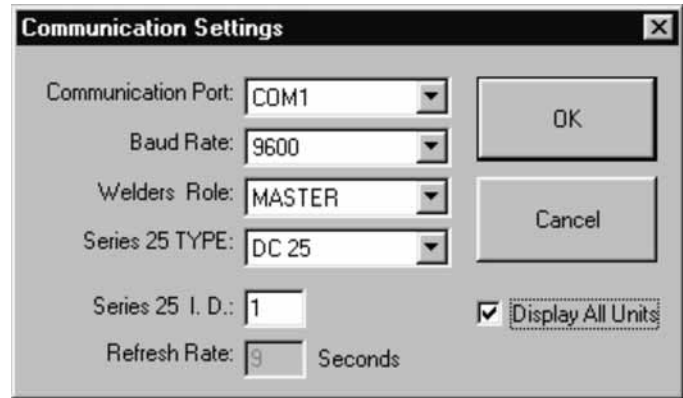 Communication Settings
Communication Port: COM1
OK
Baud Rate: 9600
Welders Role: MASTER
Cancel
Series 25 TYPE: DC 25
Series 25 I. D.: 1
Display All Units
Refresh Rate: 9 Seconds